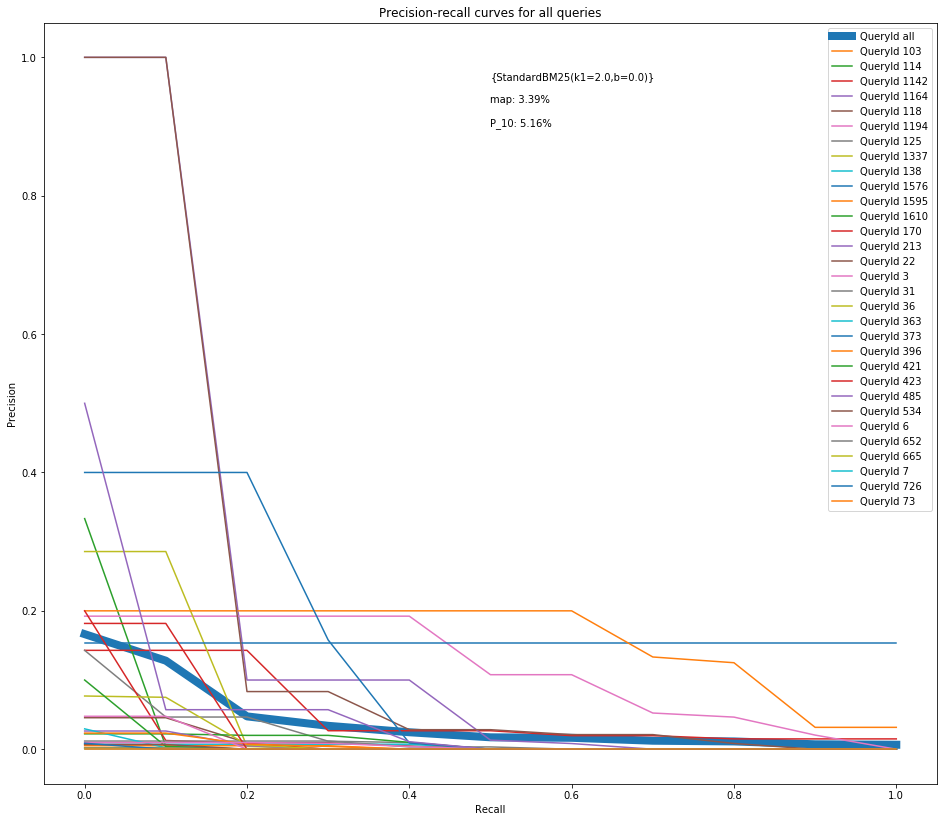 Precision-recall curves for all queries
{StandardBM25(k1=2.0,b=0.0)}
map: 3.39%
P_10: 5.16%
QueryId all
QueryId 103
QueryId 114
QueryId 1142
QueryId 1164
QueryId 118
QueryId 1194
QueryId 125
QueryId 1337
QueryId 138
QueryId 1576
QueryId 1595
QueryId 1610
QueryId 170
QueryId 213
QueryId 22
QueryId 3
QueryId 31
QueryId 36
QueryId 363
QueryId 373
QueryId 396
QueryId 421
QueryId 423
QueryId 485
QueryId 534
QueryId 6
QueryId 652
QueryId 665
QueryId 7
QueryId 726
QueryId 73
Precision
1.0
0.8
0.6
0.4
0.2
0.0
0.0 0.2 0.4 0.6 0.8 1.0
Recall